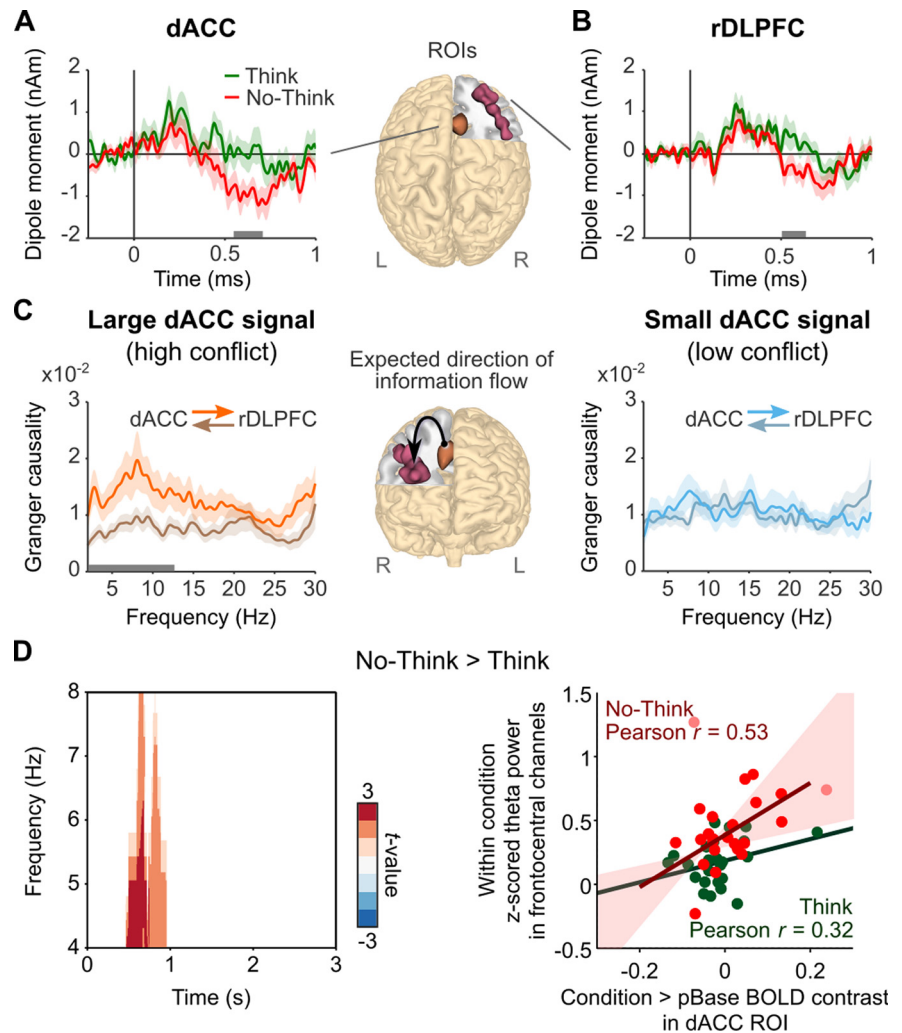 A
dACC
Dipole moment (nAm)
2
1
0
-1
-2
Think
No-Think
0
0.5
1
Time (ms)
ROIs
L
R
B
rDLPFC
Dipole moment (nAm)
2
1
0
-1
-2
0
0.5
1
Time (ms)
C
Large dACC signal
(high conflict)
x10-2
Granger causality
3
2
1
0
dACC
rDLPFC
5
10
15
20
25
30
Frequency (Hz)
Expected direction of
information flow
R
L
Small dACC signal
(low conflict)
x10-2
Granger causality
3
2
1
0
dACC
rDLPFC
5
10
15
20
25
30
Frequency (Hz)
D
No-Think > Think
Frequency (Hz)
8
7
6
5
4
0
1
2
3
Time (s)
3
t-value
-3
Within condition
z-scored theta power
in frontocentral channels
1.5
1
0.5
0
-0.5
No-Think
Pearson r = 0.53
Think
Pearson r = 0.32
-0.2
0
0.2
Condition > pBase BOLD contrast
in dACC ROI